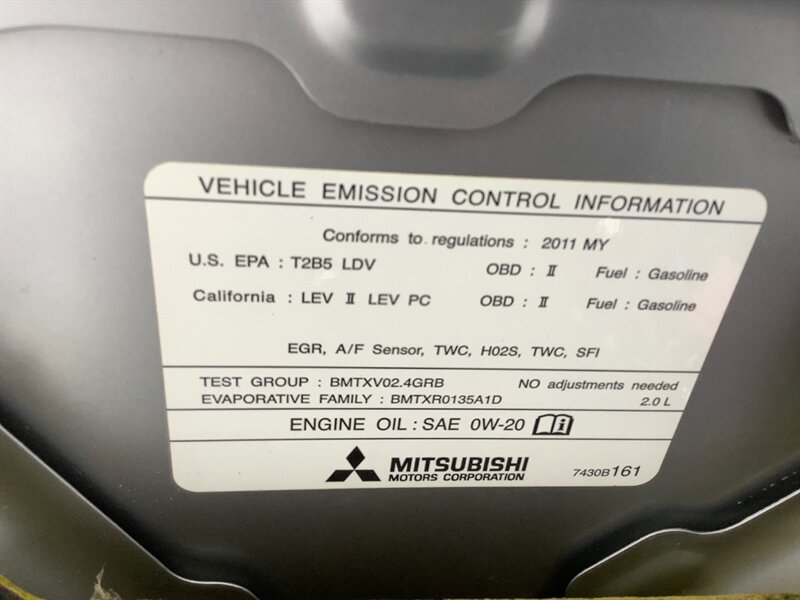 VEHICLE EMISSION CONTROL INFORMATION
Conforms to regulations : 2011 MY
U.S. EPA : T2B5 LDV OBD : Ⅱ Fuel : Gasoline
California : LEV Ⅱ LEV PC OBD : Ⅱ Fuel : Gasoline
EGR, A/F Sensor, TWC, H02S, TWC, SFI
TEST GROUP : BMTXV02.4GRB NO adjustments needed
EVAPORATIVE FAMILY : BMTXR0135A1D 2.0 L
ENGINE OIL : SAE 0W-20
MITSUBISHI
MOTORS CORPORATION 7430B161